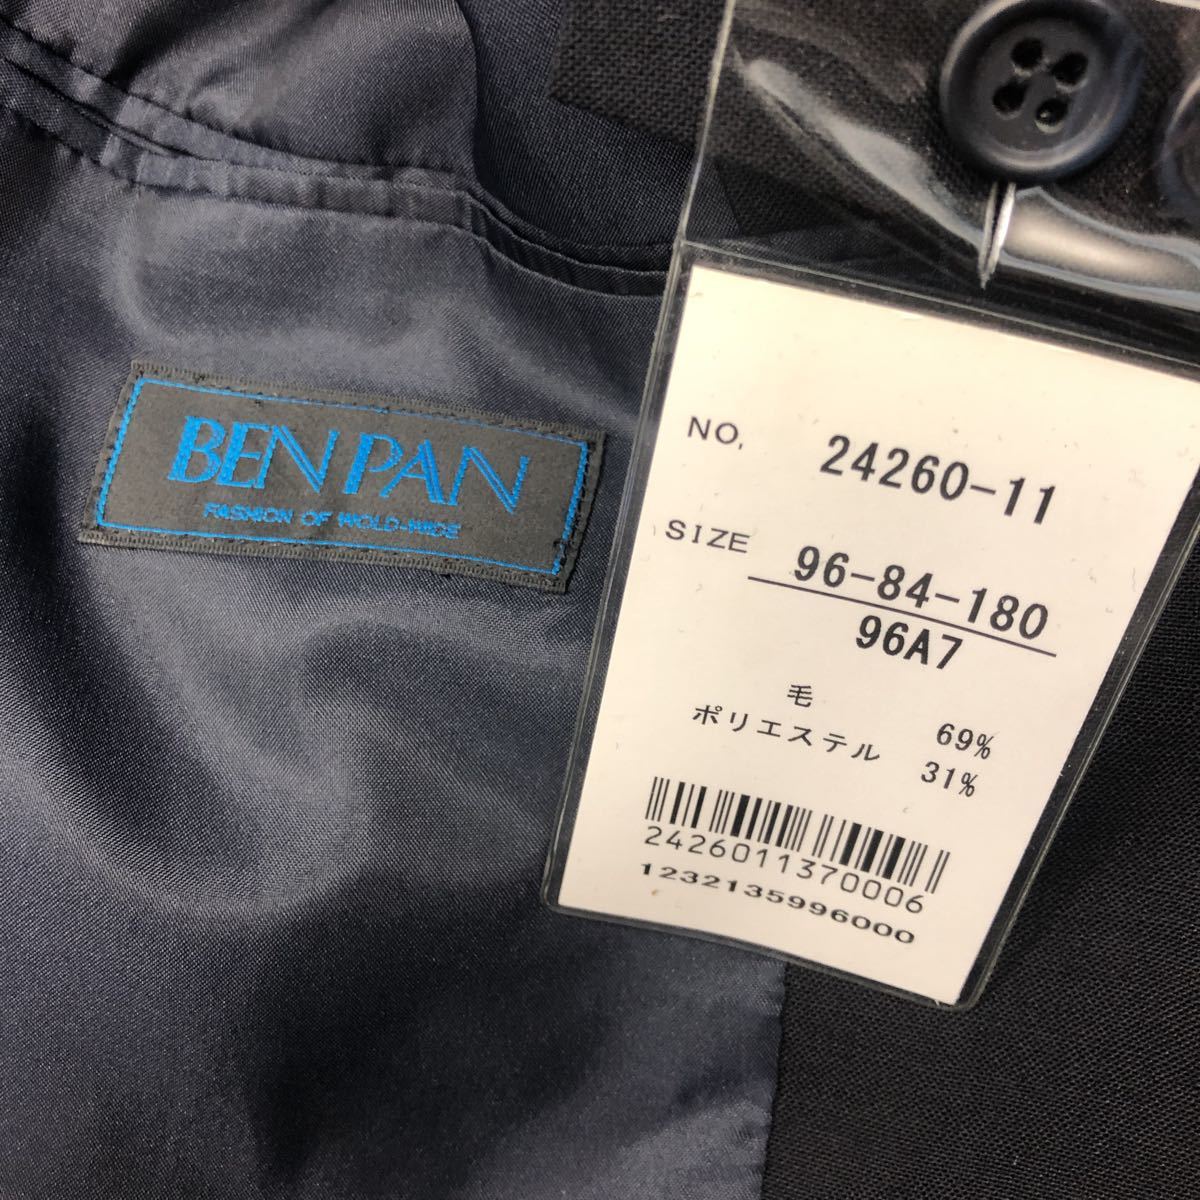 BEN PAN
FASHION OF WOLD-WIDE
NO. 24260-11
SIZE 96-84-180
96A7
毛 69%
ポリエステル 31%
2426011370006
1232135996000